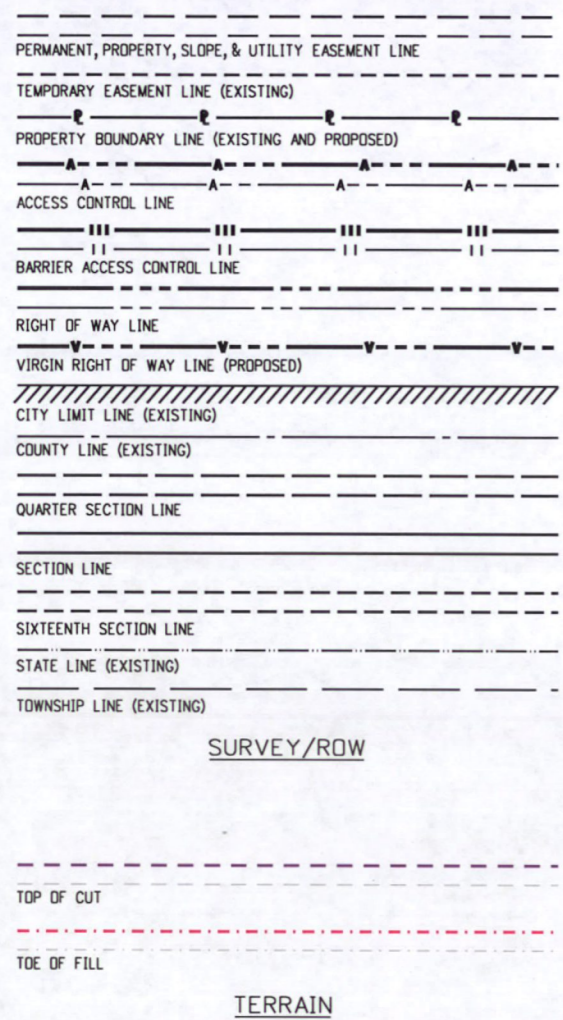 PERMANENT, PROPERTY, SLOPE, & UTILITY EASEMENT LINE
TEMPORARY EASEMENT LINE (EXISTING)
PROPERTY BOUNDARY LINE (EXISTING AND PROPOSED)
A A A A
A A A A
ACCESS CONTROL LINE
BARRIER ACCESS CONTROL LINE
RIGHT OF WAY LINE
V V V V
VIRGIN RIGHT OF WAY LINE (PROPOSED)
CITY LIMIT LINE (EXISTING)
COUNTY LINE (EXISTING)
QUARTER SECTION LINE
SECTION LINE
SIXTEENTH SECTION LINE
STATE LINE (EXISTING)
TOWNSHIP LINE (EXISTING)
SURVEY/ROW
TOP OF CUT
TOE OF FILL
TERRAIN